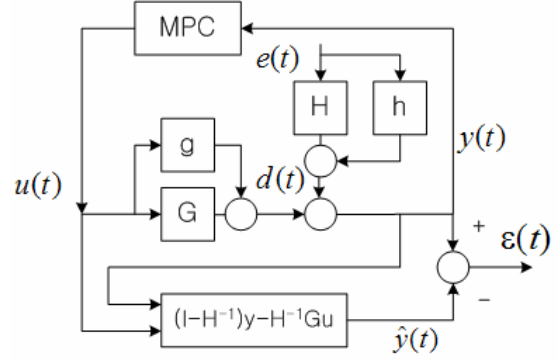 MPC
e(t)
H
h
y(t)
g
u(t)
d(t)
G
+
ε(t)
(I-H⁻¹)y-H⁻¹Gu
−
ŷ(t)